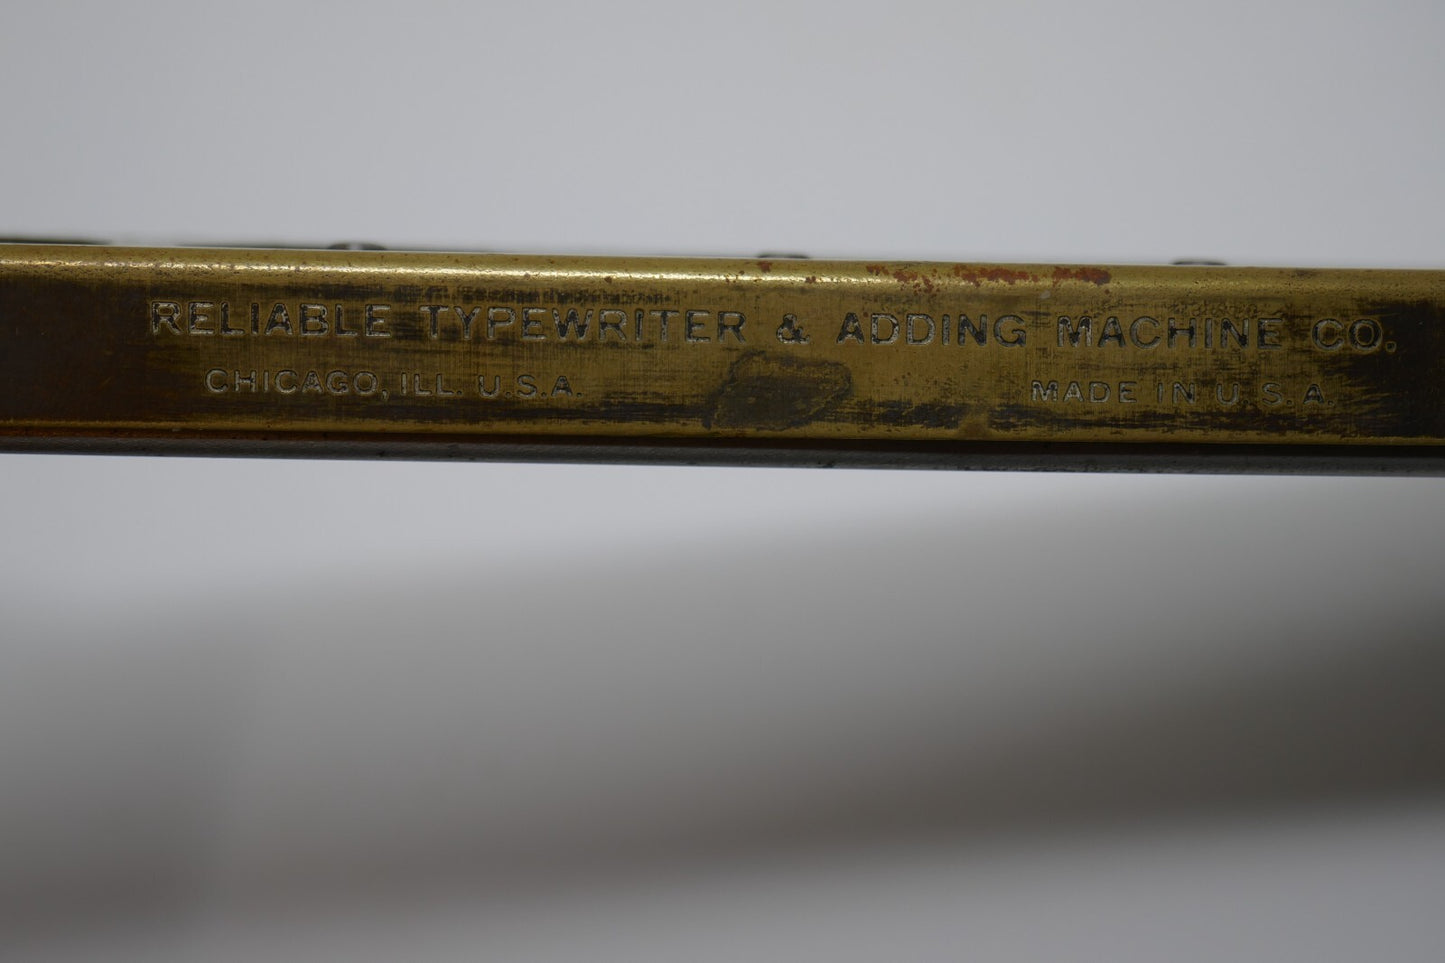 RELIABLE TYPEWRITER & ADDING MACHINE CO.
CHICAGO, ILL. U.S.A. MADE IN U.S.A.